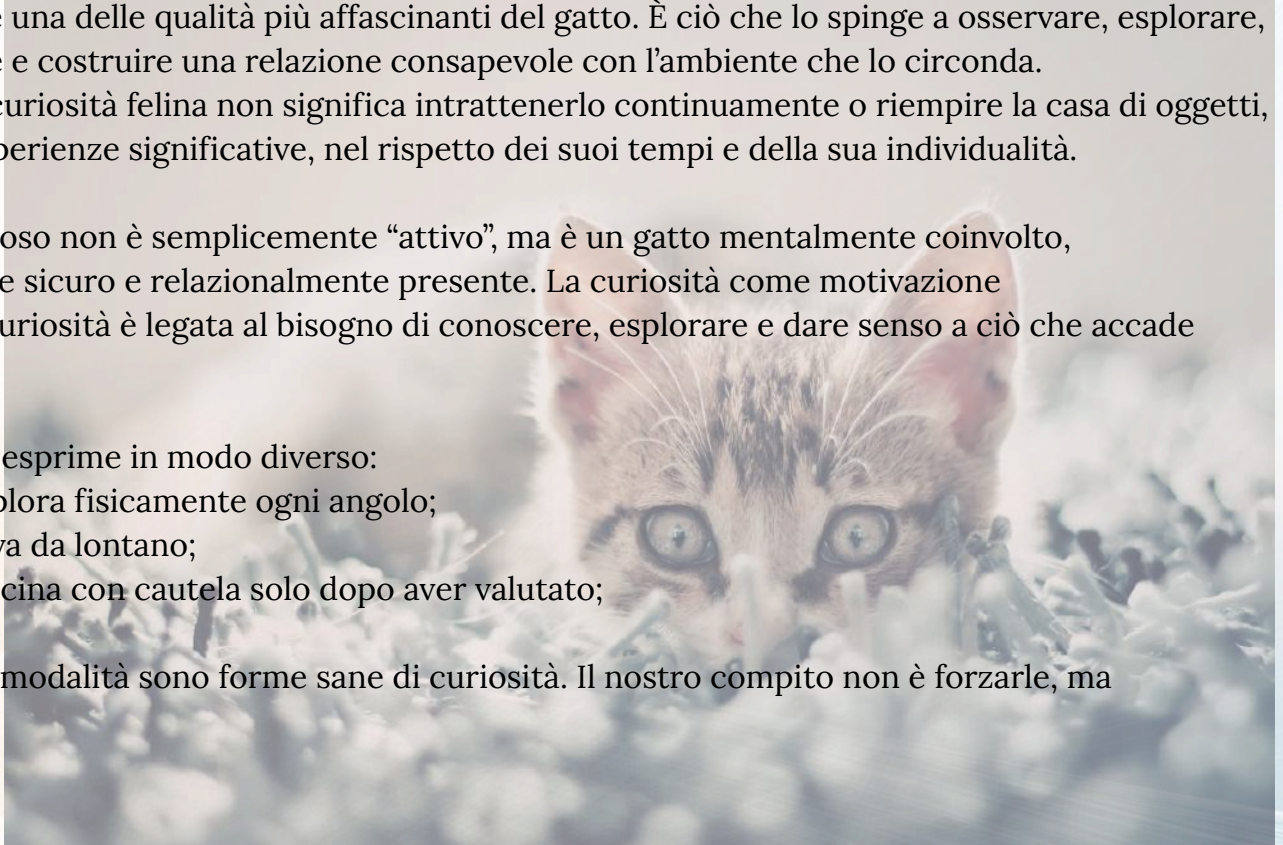 una delle qualità più affascinanti del gatto. È ciò che lo spinge a osservare, esplorare,
e costruire una relazione consapevole con l’ambiente che lo circonda.
curiosità felina non significa intrattenerlo continuamente o riempire la casa di oggetti,
perienze significative, nel rispetto dei suoi tempi e della sua individualità.
oso non è semplicemente “attivo”, ma è un gatto mentalmente coinvolto,
e sicuro e relazionalmente presente. La curiosità come motivazione
uriosità è legata al bisogno di conoscere, esplorare e dare senso a ciò che accade
esprime in modo diverso:
plora fisicamente ogni angolo;
va da lontano;
cina con cautela solo dopo aver valutato;
modalità sono forme sane di curiosità. Il nostro compito non è forzarle, ma